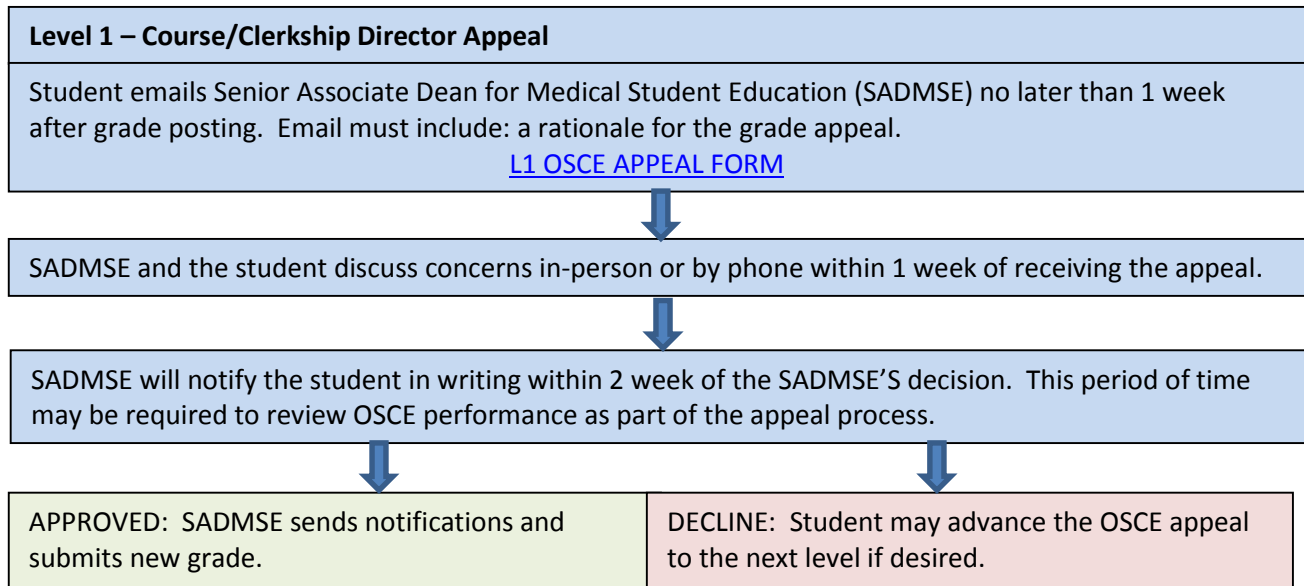 Level 1 – Course/Clerkship Director Appeal
Student emails Senior Associate Dean for Medical Student Education (SADMSE) no later than 1 week
after grade posting.  Email must include: a rationale for the grade appeal.
L1 OSCE APPEAL FORM
SADMSE and the student discuss concerns in-person or by phone within 1 week of receiving the appeal.
SADMSE will notify the student in writing within 2 week of the SADMSE’S decision.  This period of time
may be required to review OSCE performance as part of the appeal process.
APPROVED:  SADMSE sends notifications and
submits new grade.
DECLINE:  Student may advance the OSCE appeal
to the next level if desired.